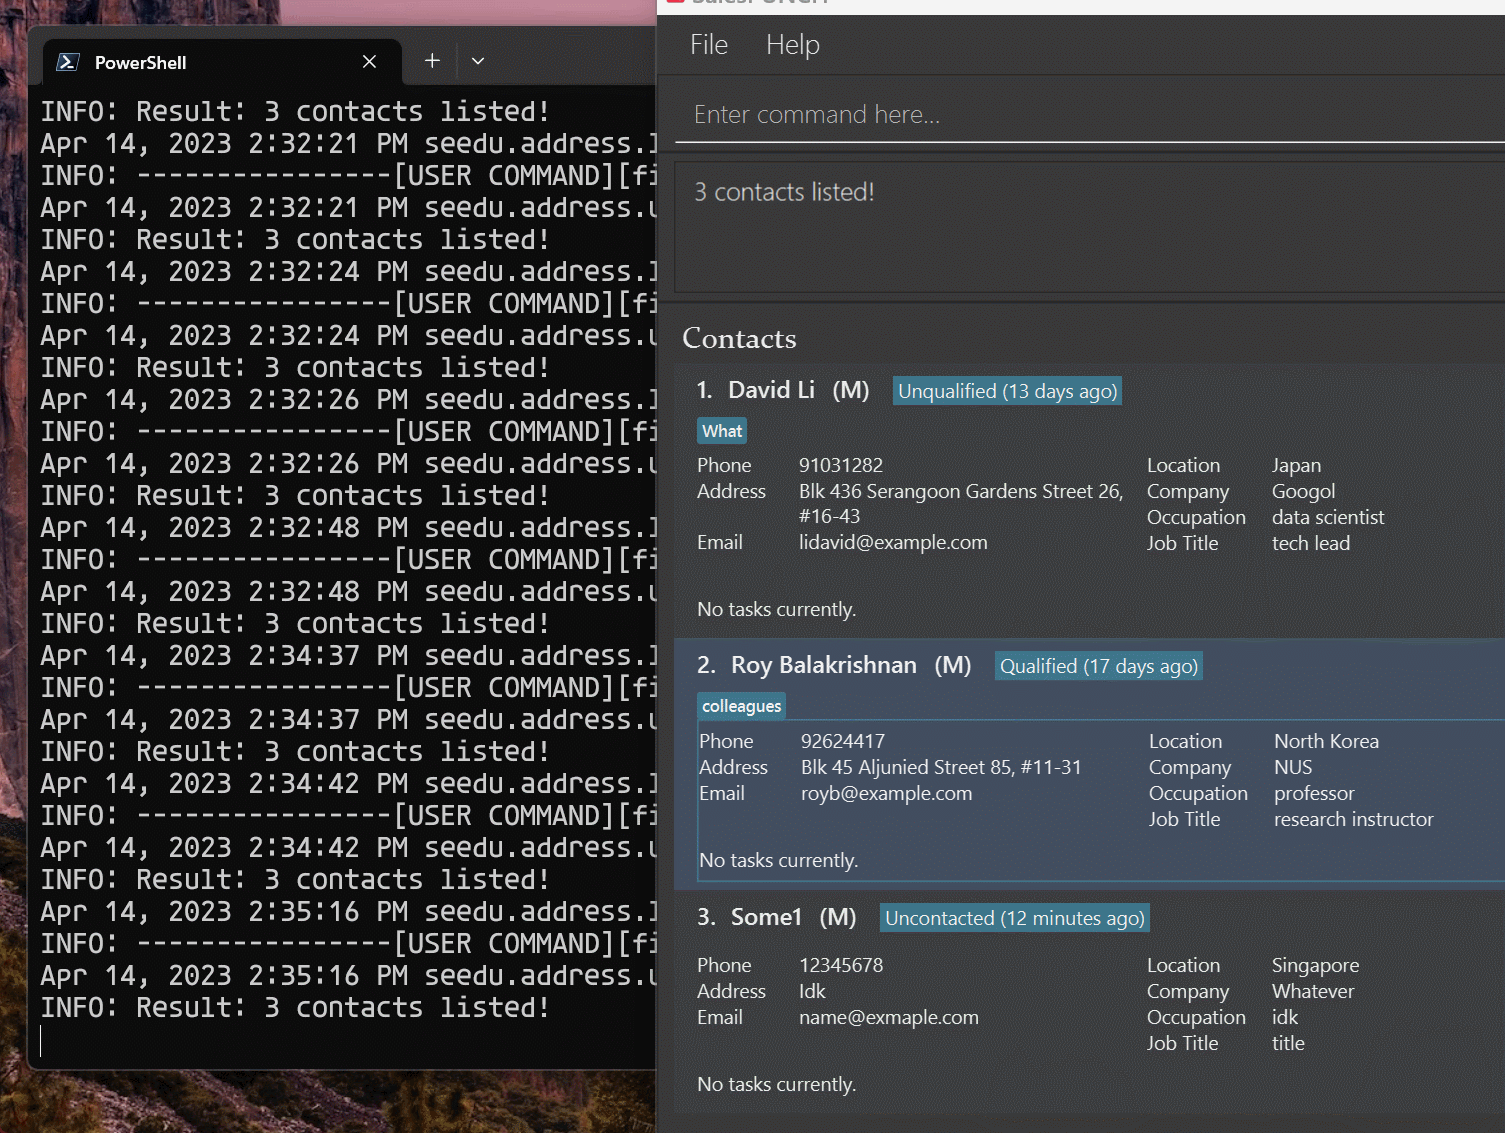 PowerShell
INFO: Result: 3 contacts listed!
Apr 14, 2023 2:32:21 PM seedu.address.l
INFO: ----------------[USER COMMAND][fi
Apr 14, 2023 2:32:21 PM seedu.address.u
INFO: Result: 3 contacts listed!
Apr 14, 2023 2:32:24 PM seedu.address.l
INFO: ----------------[USER COMMAND][fi
Apr 14, 2023 2:32:24 PM seedu.address.u
INFO: Result: 3 contacts listed!
Apr 14, 2023 2:32:26 PM seedu.address.l
INFO: ----------------[USER COMMAND][fi
Apr 14, 2023 2:32:26 PM seedu.address.u
INFO: Result: 3 contacts listed!
Apr 14, 2023 2:32:48 PM seedu.address.l
INFO: ----------------[USER COMMAND][fi
Apr 14, 2023 2:32:48 PM seedu.address.u
INFO: Result: 3 contacts listed!
Apr 14, 2023 2:34:37 PM seedu.address.l
INFO: ----------------[USER COMMAND][fi
Apr 14, 2023 2:34:37 PM seedu.address.u
INFO: Result: 3 contacts listed!
Apr 14, 2023 2:34:42 PM seedu.address.l
INFO: ----------------[USER COMMAND][fi
Apr 14, 2023 2:34:42 PM seedu.address.u
INFO: Result: 3 contacts listed!
Apr 14, 2023 2:35:16 PM seedu.address.l
INFO: ----------------[USER COMMAND][fi
Apr 14, 2023 2:35:16 PM seedu.address.u
INFO: Result: 3 contacts listed!
File Help
Enter command here...
3 contacts listed!
Contacts
1. David Li (M) Unqualified (13 days ago)
What
Phone 91031282 Location Japan
Address Blk 436 Serangoon Gardens Street 26, Company Googol
#16-43 Occupation data scientist
Email lidavid@example.com Job Title tech lead
No tasks currently.
2. Roy Balakrishnan (M) Qualified (17 days ago)
colleagues
Phone 92624417 Location North Korea
Address Blk 45 Aljunied Street 85, #11-31 Company NUS
Email royb@example.com Occupation professor
Job Title research instructor
No tasks currently.
3. Some1 (M) Uncontacted (12 minutes ago)
Phone 12345678 Location Singapore
Address Idk Company Whatever
Email name@exmaple.com Occupation idk
Job Title title
No tasks currently.